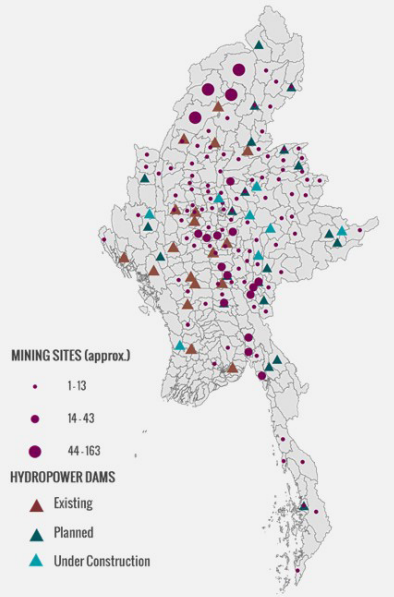 MINING SITES (approx.)
1 - 13
14 - 43
44 - 163
HYDROPOWER DAMS
Existing
Planned
Under Construction